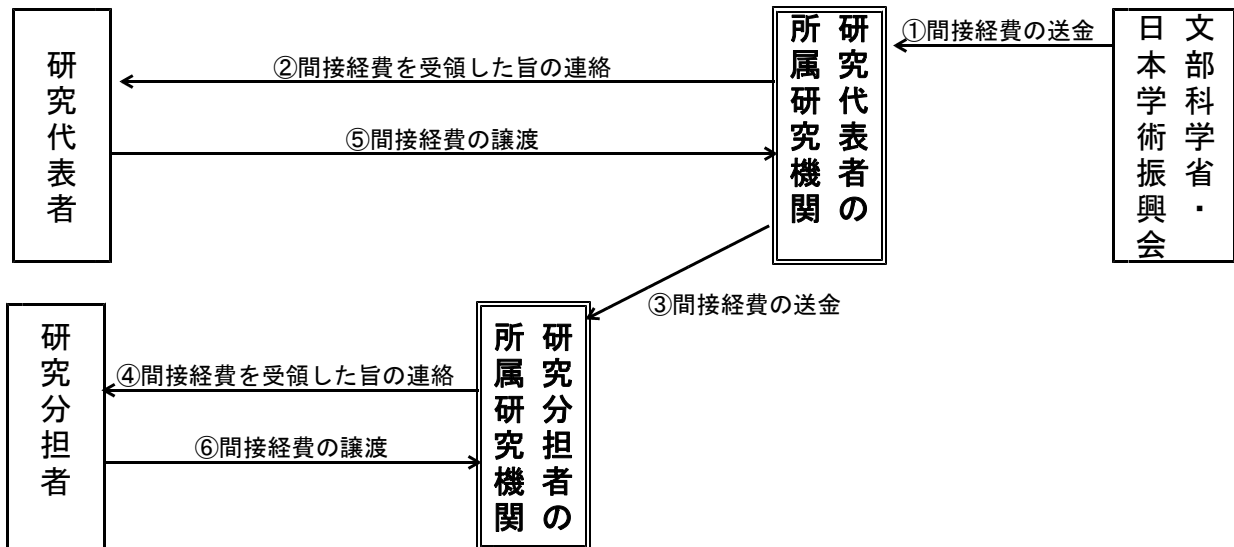 文部科学省・
日本学術振興会
①間接経費の送金
研究代表者の
所属研究機関
②間接経費を受領した旨の連絡
⑤間接経費の譲渡
研究代表者
③間接経費の送金
研究分担者の
所属研究機関
④間接経費を受領した旨の連絡
⑥間接経費の譲渡
研究分担者